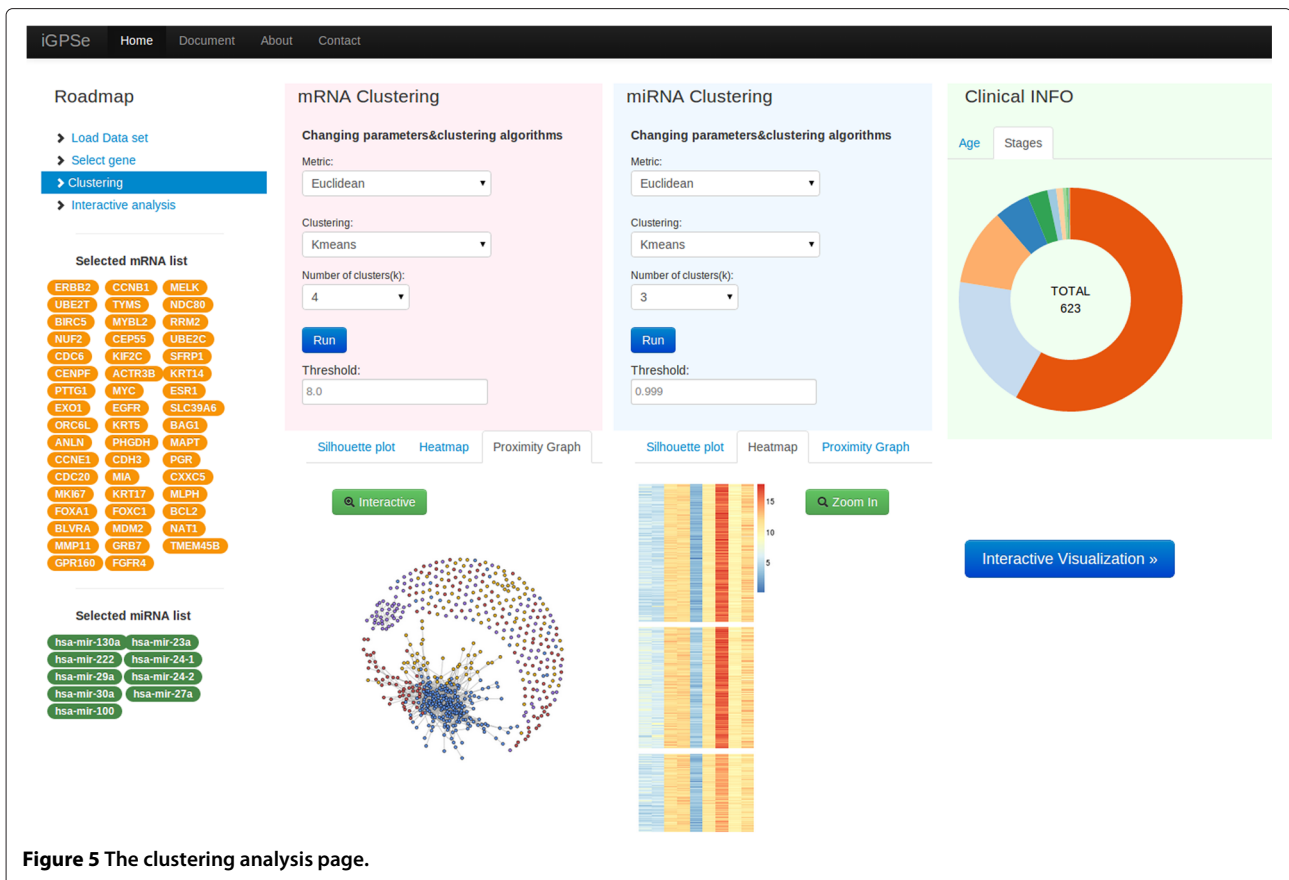 iGPSe Home Document About Contact
Roadmap
Load Data set
Select gene
Clustering
Interactive analysis
Selected mRNA list
ERBB2 CCNB1 MELK
UBE2T TYMS NDC80
BIRC5 MYBL2 RRM2
NUF2 CEP55 UBE2C
CDC6 KIF2C SFRP1
CENPF ACTR3B KRT14
PTTG1 MYC ESR1
EXO1 EGFR SLC39A6
ORC6L KRT5 BAG1
ANLN PHGDH MAPT
CCNE1 CDH3 PGR
CDC20 MIA CXXC5
MKI67 KRT17 MLPH
FOXA1 FOXC1 BCL2
BLVRA MDM2 NAT1
MMP11 GRB7 TMEM45B
GPR160 FGFR4
Selected miRNA list
hsa-mir-130a hsa-mir-23a
hsa-mir-222 hsa-mir-24-1
hsa-mir-29a hsa-mir-24-2
hsa-mir-30a hsa-mir-27a
hsa-mir-100
mRNA Clustering
Changing parameters&clustering algorithms
Metric:
Euclidean
Clustering:
Kmeans
Number of clusters(k):
4
Run
Threshold:
8.0
Silhouette plot Heatmap Proximity Graph
Interactive
miRNA Clustering
Changing parameters&clustering algorithms
Metric:
Euclidean
Clustering:
Kmeans
Number of clusters(k):
3
Run
Threshold:
0.999
Silhouette plot Heatmap Proximity Graph
Zoom In
15
10
5
Clinical INFO
Age Stages
TOTAL
623
Interactive Visualization »
Figure 5 The clustering analysis page.